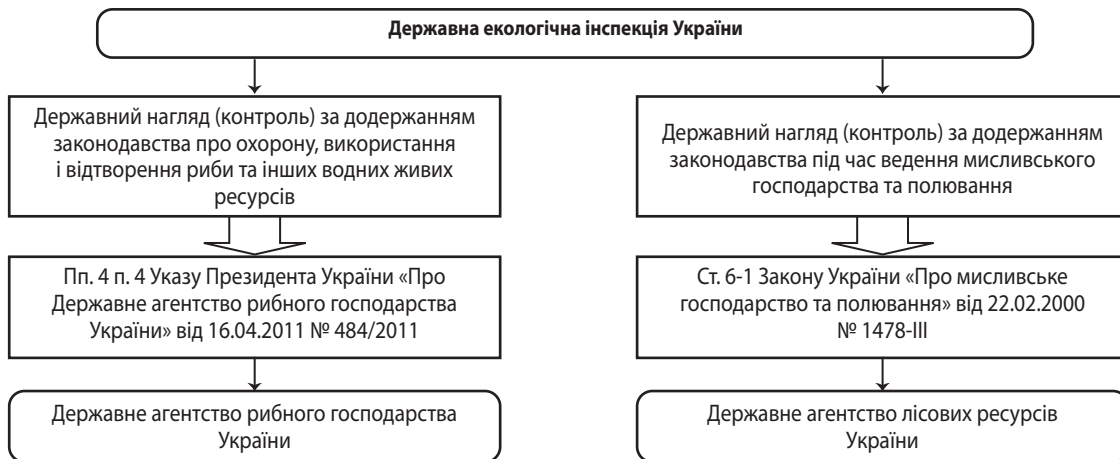 Державна екологічна інспекція України
Державний нагляд (контроль) за додержанням
законодавства про охорону, використання
і відтворення риби та інших водних живих
ресурсів
Державний нагляд (контроль) за додержанням
законодавства під час ведення мисливського
господарства та полювання
Пп. 4 п. 4 Указу Президента України «Про
Державне агентство рибного господарства
України» від 16.04.2011 № 484/2011
Ст. 6-1 Закону України «Про мисливське
господарство та полювання» від 22.02.2000
№ 1478-III
Державне агентство рибного господарства
України
Державне агентство лісових ресурсів
України